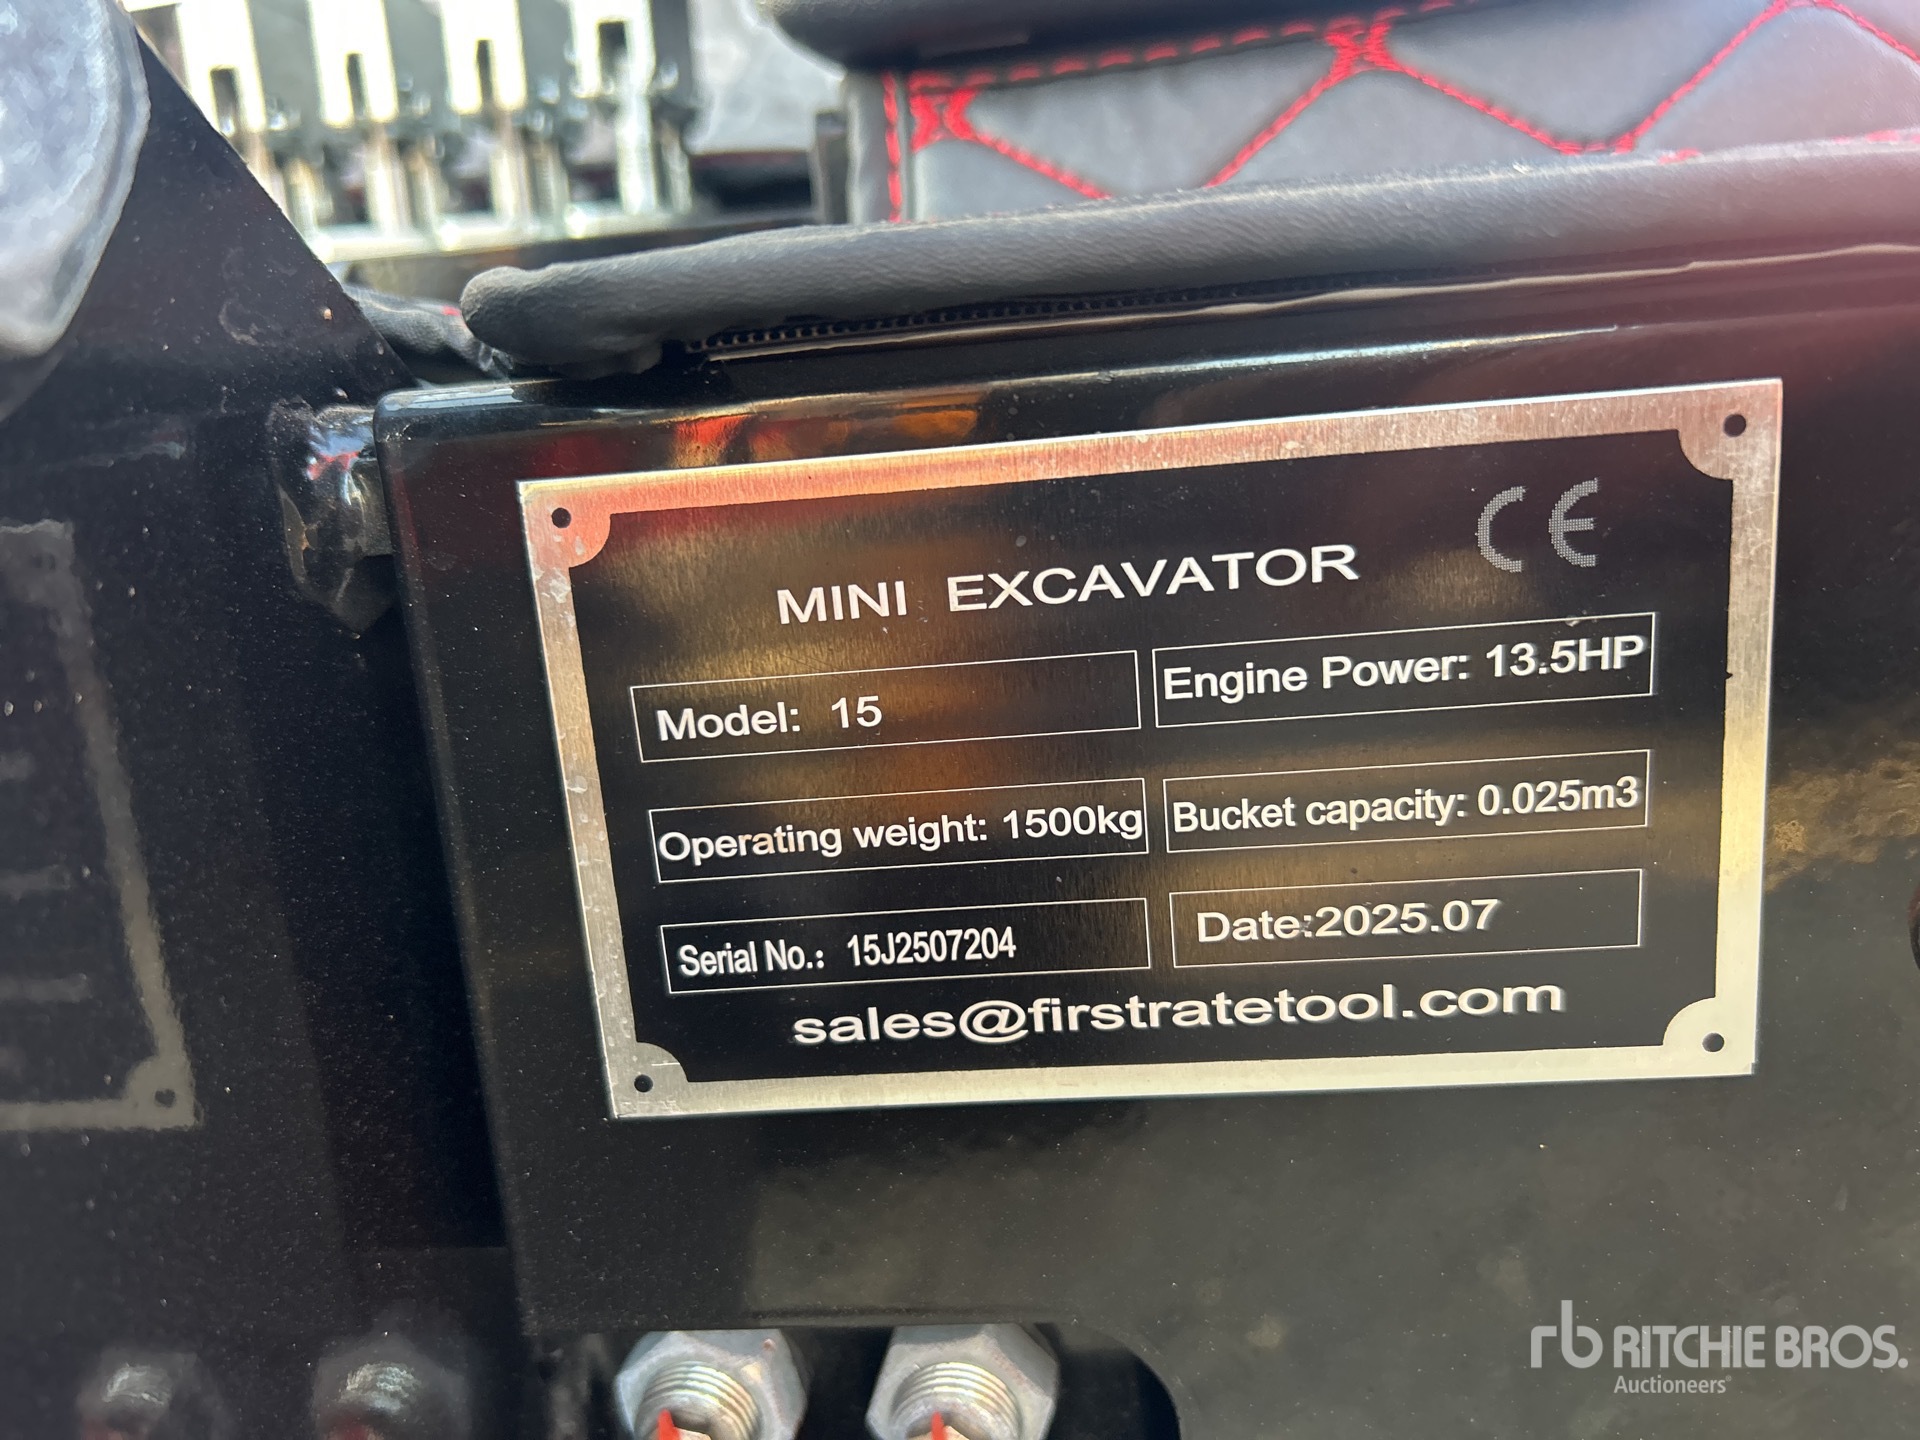 CE
MINI EXCAVATOR
Model: 15
Engine Power: 13.5HP
Operating weight: 1500kg
Bucket capacity: 0.025m3
Serial No.: 15J2507204
Date:2025.07
sales@firstratetool.com
rb RITCHIE BROS.
Auctioneers